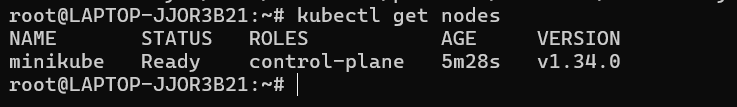 root@LAPTOP-JJOR3B21:~# kubectl get nodes
NAME       STATUS   ROLES           AGE     VERSION
minikube   Ready    control-plane   5m28s   v1.34.0
root@LAPTOP-JJOR3B21:~#